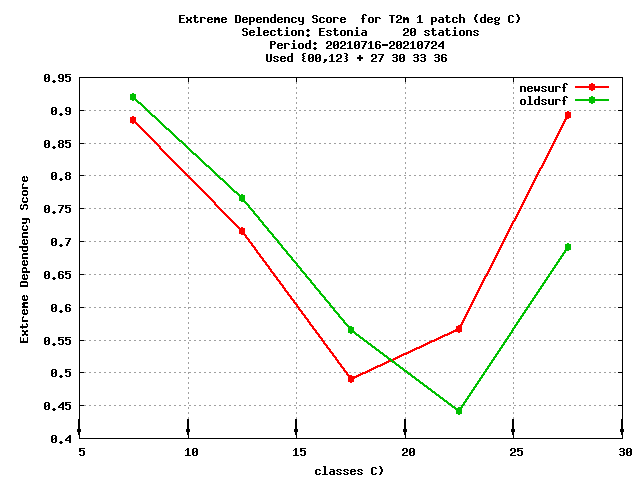 Extreme Dependency Score  for T2m 1 patch (deg C)
Selection: Estonia     20 stations
Period: 20210716-20210724
Used {00,12} + 27 30 33 36
newsurf
oldsurf
Extreme Dependency Score
0.95
0.9
0.85
0.8
0.75
0.7
0.65
0.6
0.55
0.5
0.45
0.4
5 10 15 20 25 30
classes C)